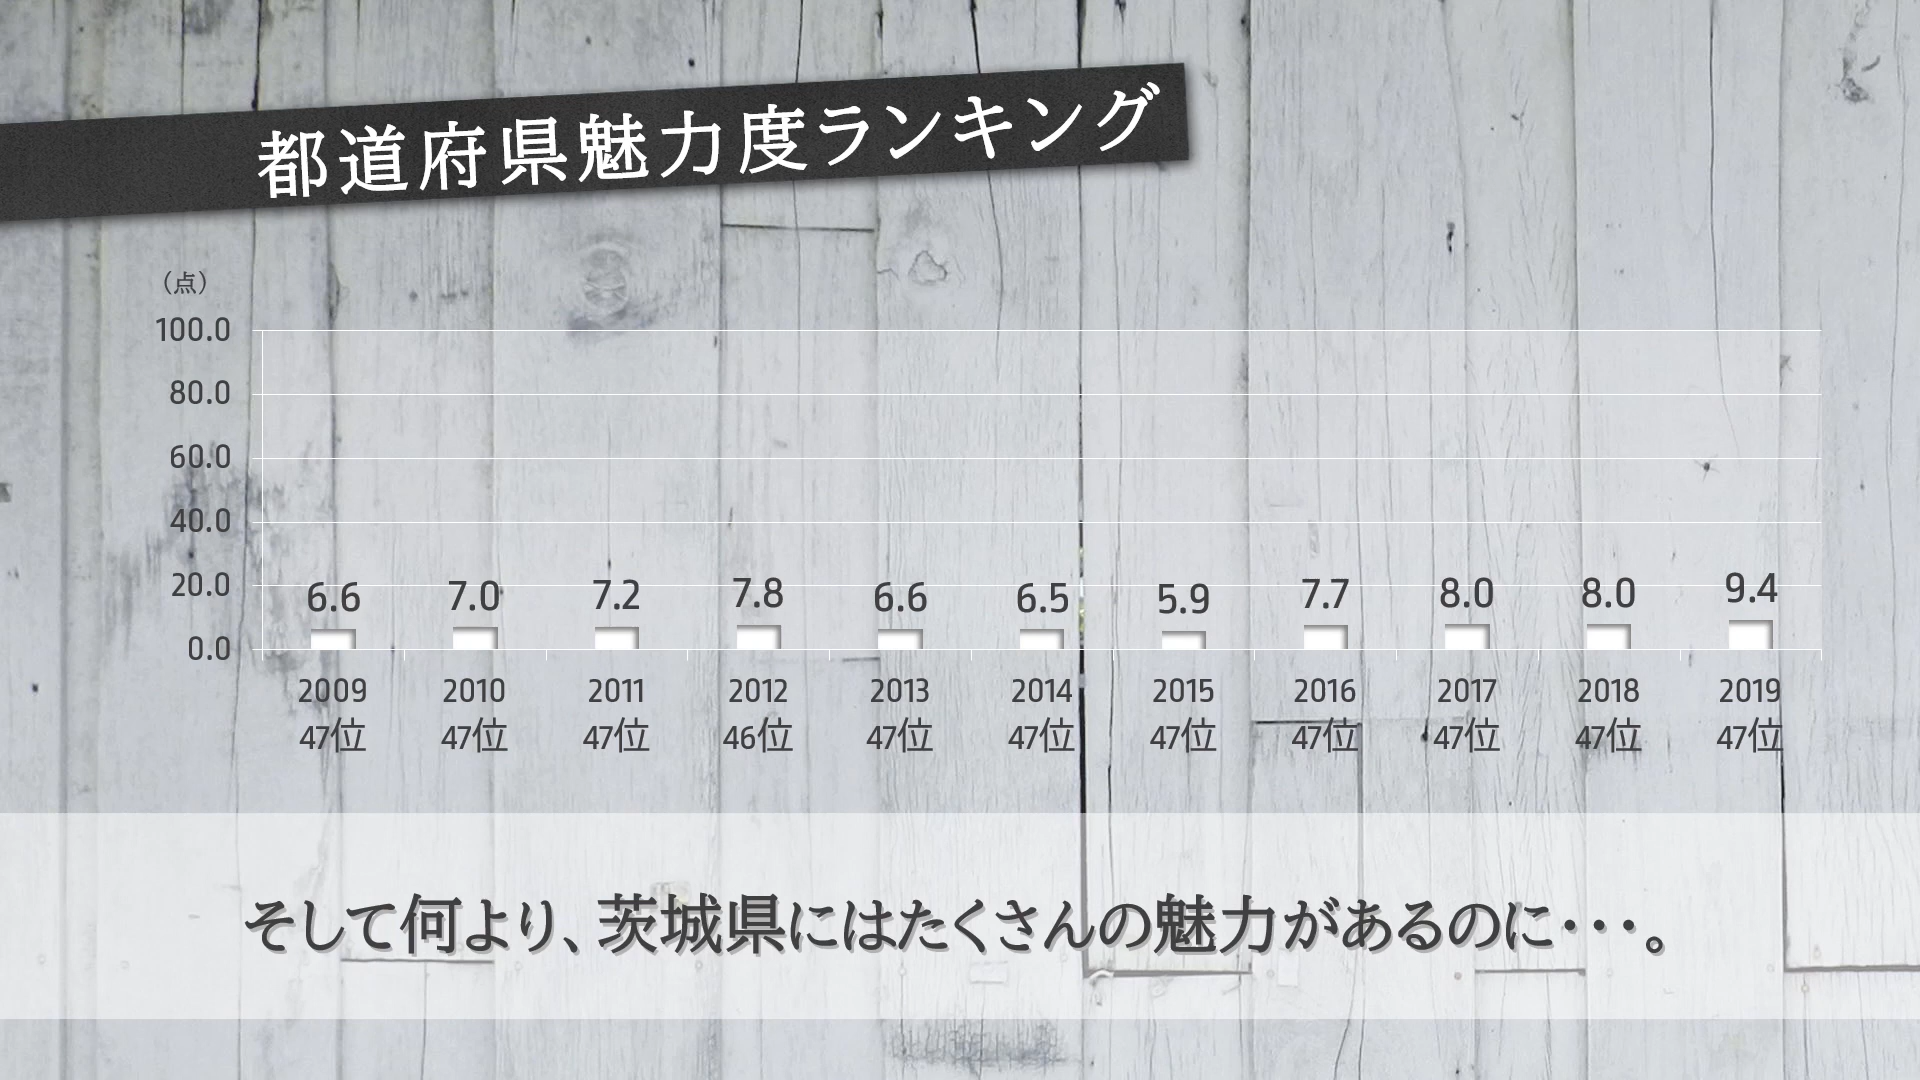 都道府県魅力度ランキング
（点）
100.0
80.0
60.0
40.0
20.0
0.0
6.6 7.0 7.2 7.8 6.6 6.5 5.9 7.7 8.0 8.0 9.4
2009 2010 2011 2012 2013 2014 2015 2016 2017 2018 2019
47位 47位 47位 46位 47位 47位 47位 47位 47位 47位 47位
そして何より、茨城県にはたくさんの魅力があるのに・・・。